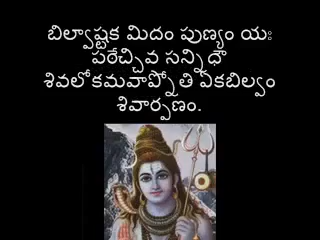 బిల్వాష్టక మిదం పుణ్యం యః
పఠేచ్చివ సన్నిధౌ
శివలోకమవాప్నోతి ఏకబిల్వం
శివార్పణం.